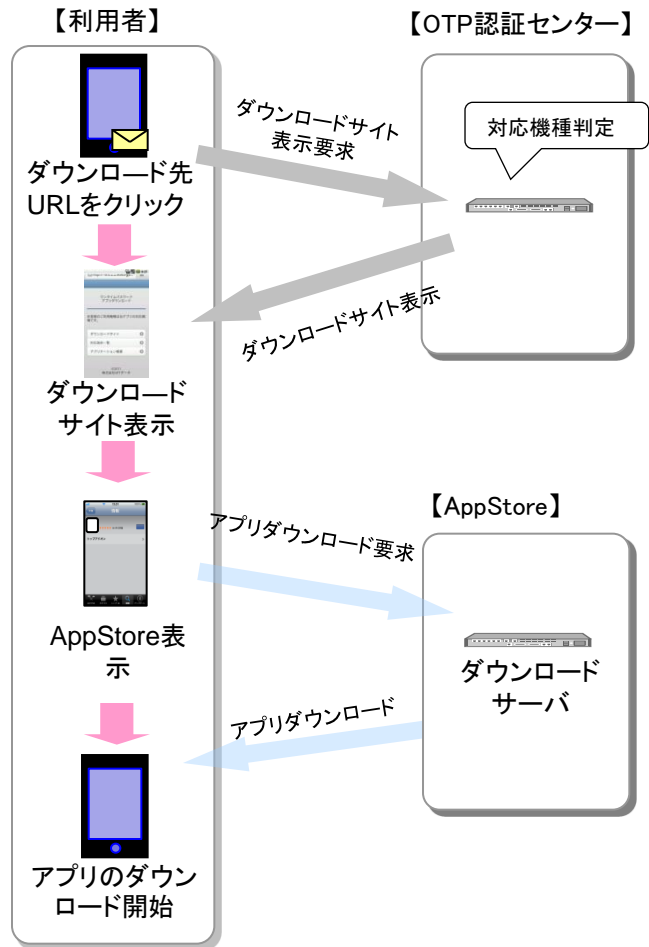 【利用者】
【OTP認証センター】
ダウンロードサイト
表示要求
対応機種判定
ダウンロ―ド先
URLをクリック
ダウンロードサイト表示
ダウンロ―ド
サイト表示
アプリダウンロード要求
【AppStore】
AppStore表
示
ダウンロード
サーバ
アプリダウンロード
アプリのダウン
ロード開始